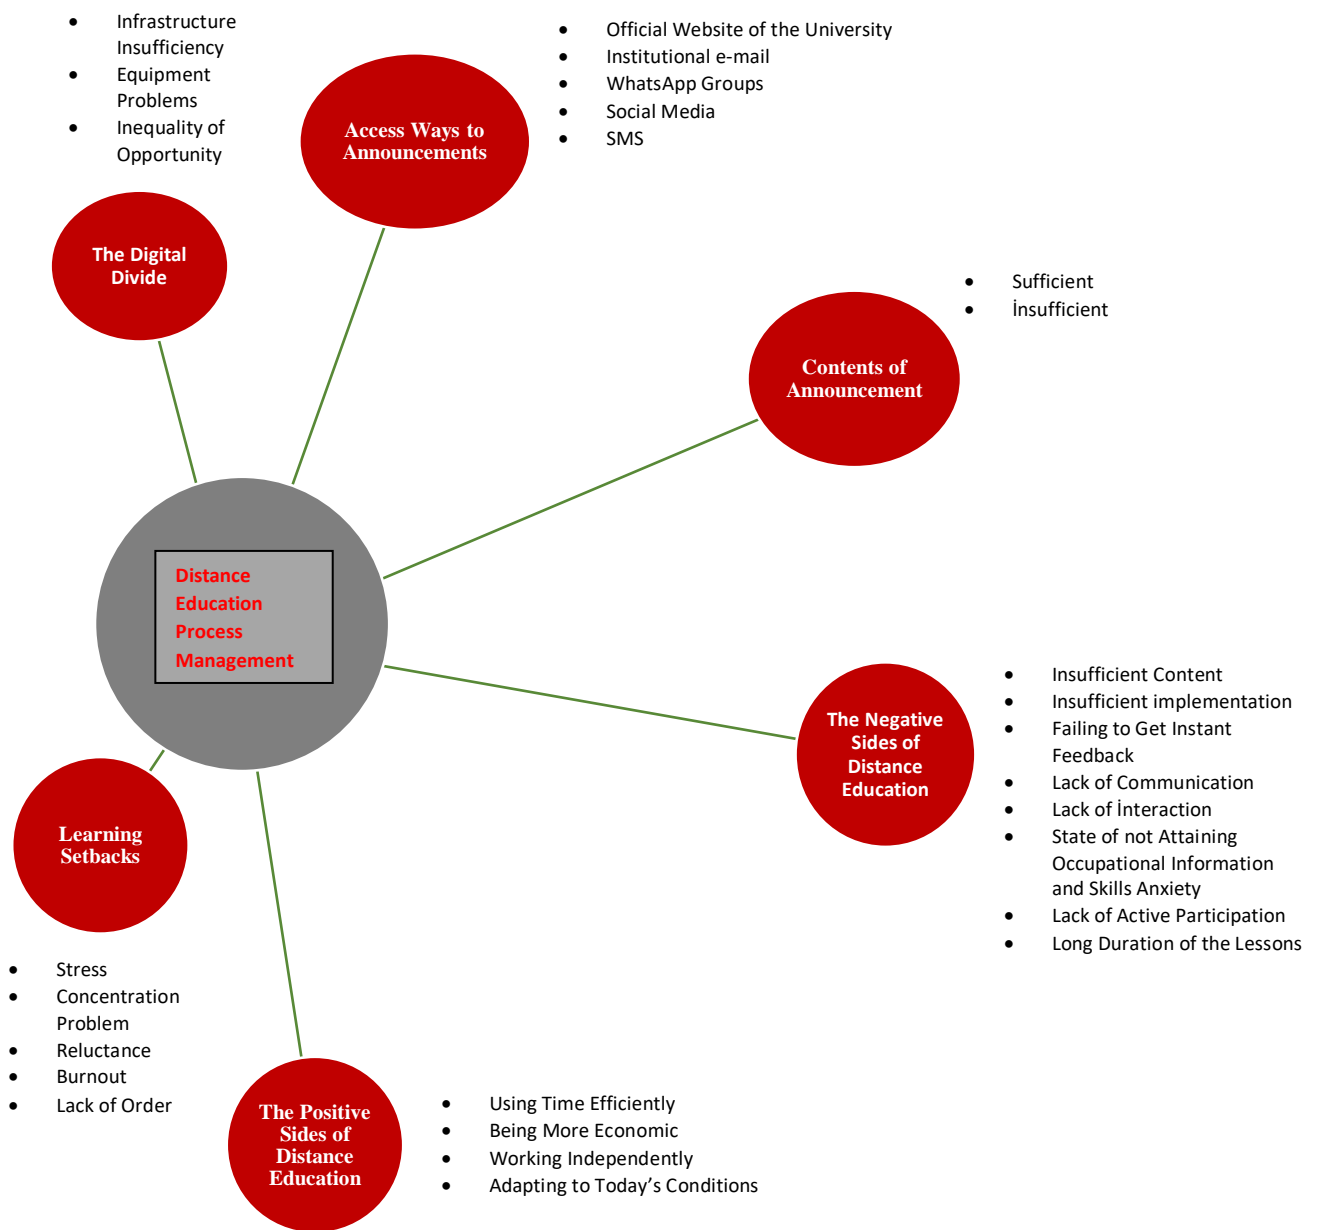 • Infrastructure
Insufficiency
• Equipment
Problems
• Inequality of
Opportunity
The Digital
Divide
Access Ways to
Announcements
• Official Website of the University
• Institutional e-mail
• WhatsApp Groups
• Social Media
• SMS
Contents of
Announcement
• Sufficient
• İnsufficient
Distance
Education
Process
Management
The Negative
Sides of
Distance
Education
• Insufficient Content
• Insufficient implementation
• Failing to Get Instant
Feedback
• Lack of Communication
• Lack of İnteraction
• State of not Attaining
Occupational Information
and Skills Anxiety
• Lack of Active Participation
• Long Duration of the Lessons
Learning
Setbacks
• Stress
• Concentration
Problem
• Reluctance
• Burnout
• Lack of Order
The Positive
Sides of
Distance
Education
• Using Time Efficiently
• Being More Economic
• Working Independently
• Adapting to Today’s Conditions